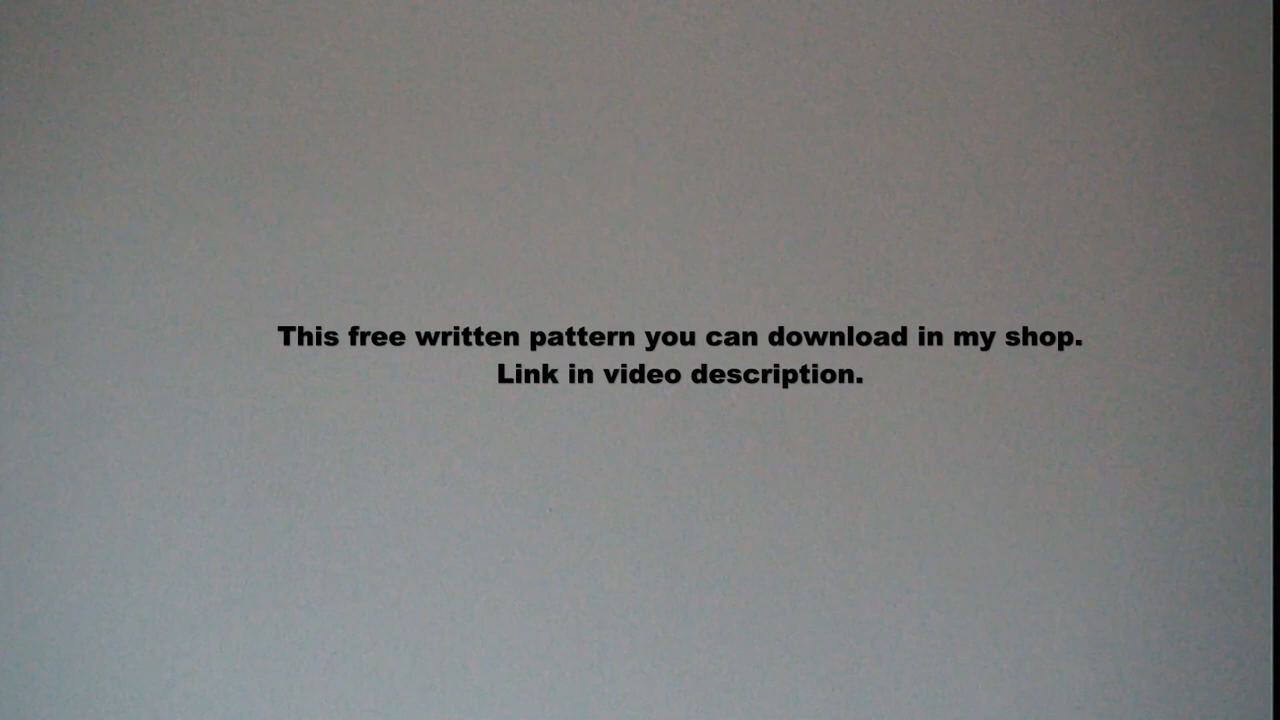 This free written pattern you can download in my shop.
Link in video description.